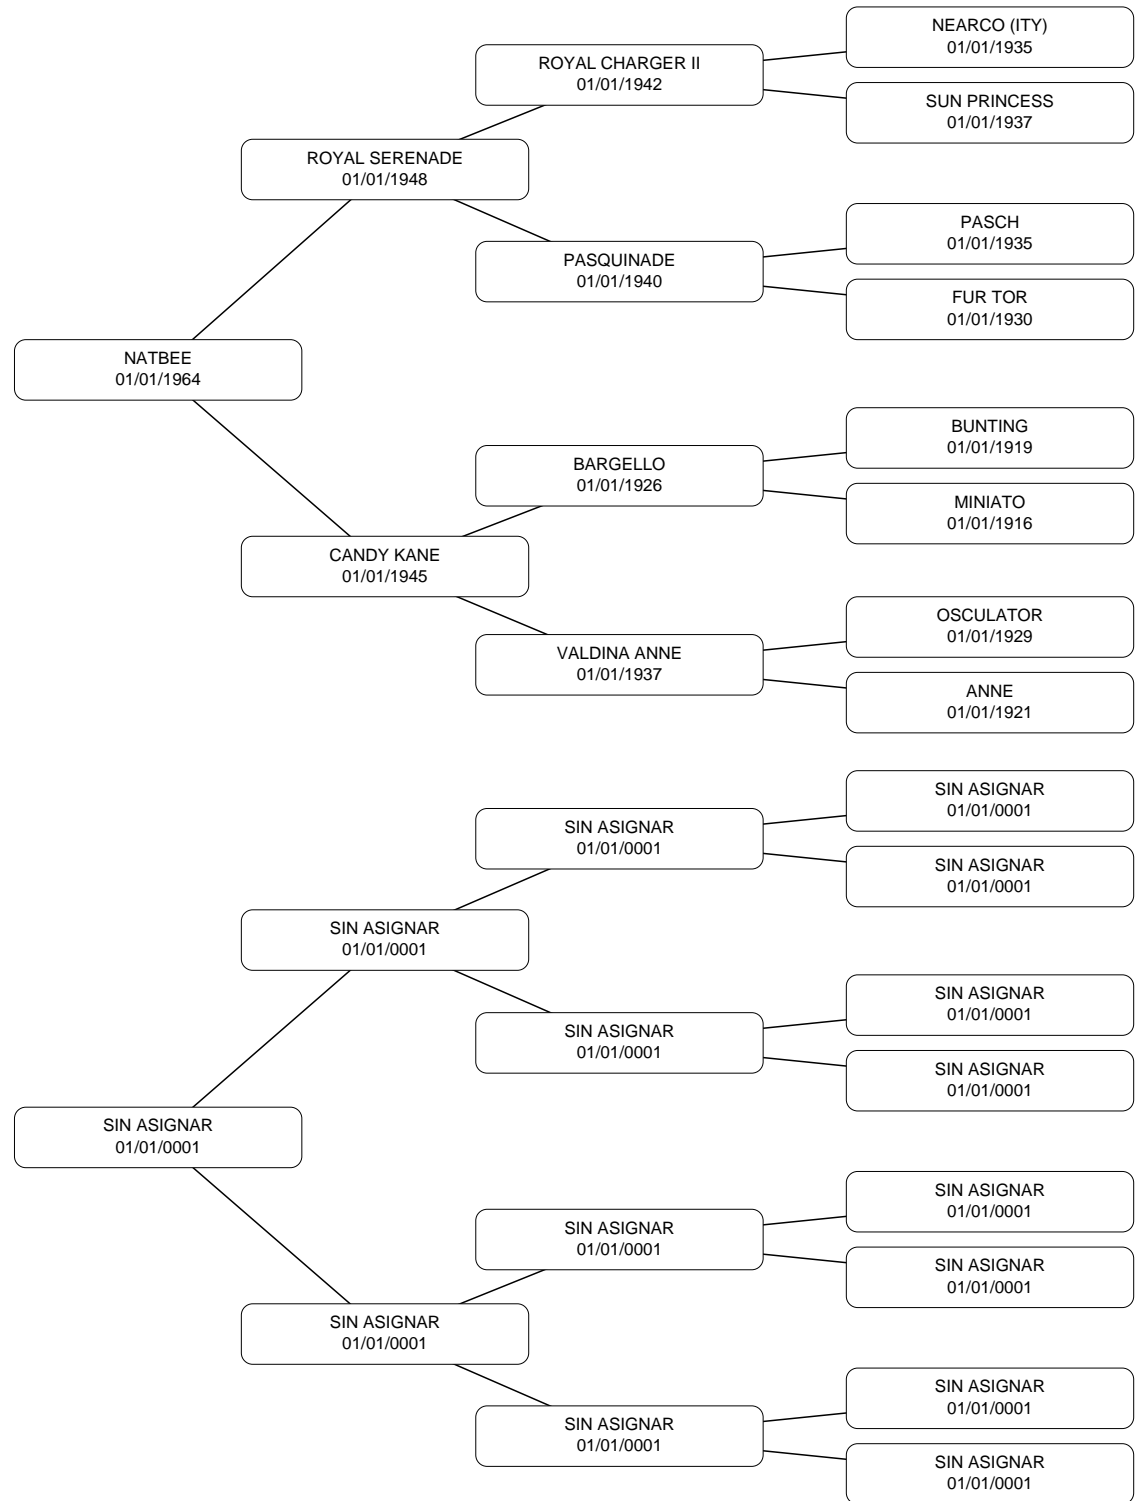 NEARCO (ITY)
01/01/1935
ROYAL CHARGER II
01/01/1942
SUN PRINCESS
01/01/1937
ROYAL SERENADE
01/01/1948
PASCH
01/01/1935
PASQUINADE
01/01/1940
FUR TOR
01/01/1930
NATBEE
01/01/1964
BUNTING
01/01/1919
BARGELLO
01/01/1926
MINIATO
01/01/1916
CANDY KANE
01/01/1945
OSCULATOR
01/01/1929
VALDINA ANNE
01/01/1937
ANNE
01/01/1921
SIN ASIGNAR
01/01/0001
SIN ASIGNAR
01/01/0001
SIN ASIGNAR
01/01/0001
SIN ASIGNAR
01/01/0001
SIN ASIGNAR
01/01/0001
SIN ASIGNAR
01/01/0001
SIN ASIGNAR
01/01/0001
SIN ASIGNAR
01/01/0001
SIN ASIGNAR
01/01/0001
SIN ASIGNAR
01/01/0001
SIN ASIGNAR
01/01/0001
SIN ASIGNAR
01/01/0001
SIN ASIGNAR
01/01/0001
SIN ASIGNAR
01/01/0001
SIN ASIGNAR
01/01/0001